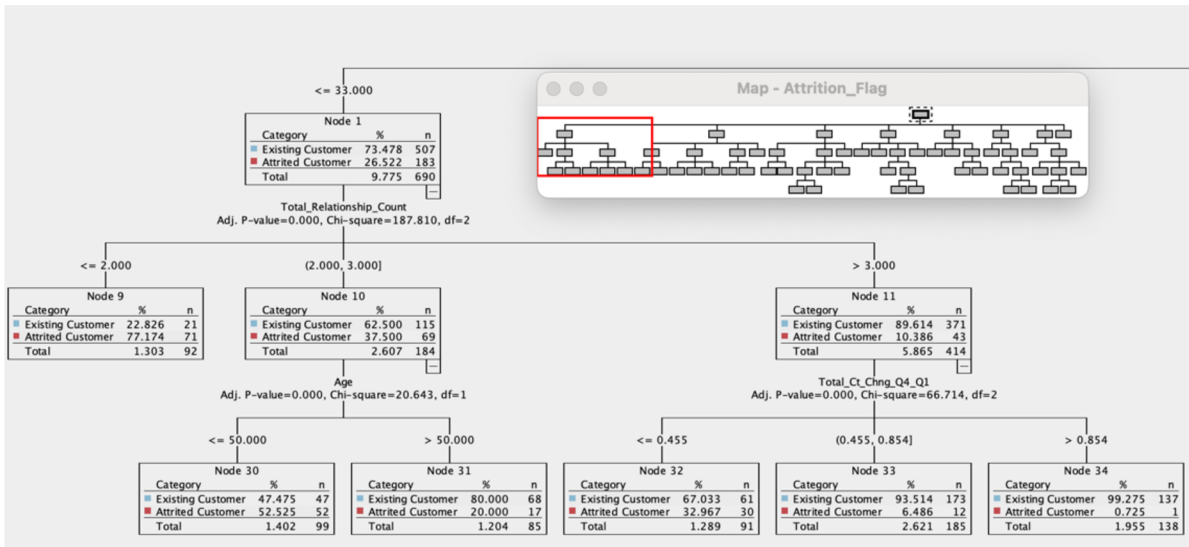 Map - Attrition_Flag
<= 33.000
Node 1
Category % n
Existing Customer 73.478 507
Attrited Customer 26.522 183
Total 9.775 690
Total_Relationship_Count
Adj. P-value=0.000, Chi-square=187.810, df=2
<= 2.000
(2.000, 3.000]
> 3.000
Node 9
Category % n
Existing Customer 22.826 21
Attrited Customer 77.174 71
Total 1.303 92
Node 10
Category % n
Existing Customer 62.500 115
Attrited Customer 37.500 69
Total 2.607 184
Node 11
Category % n
Existing Customer 89.614 371
Attrited Customer 10.386 43
Total 5.865 414
Age
Adj. P-value=0.000, Chi-square=20.643, df=1
Total_Ct_Chng_Q4_Q1
Adj. P-value=0.000, Chi-square=66.714, df=2
<= 50.000
> 50.000
<= 0.455
(0.455, 0.854]
> 0.854
Node 30
Category % n
Existing Customer 47.475 47
Attrited Customer 52.525 52
Total 1.402 99
Node 31
Category % n
Existing Customer 80.000 68
Attrited Customer 20.000 17
Total 1.204 85
Node 32
Category % n
Existing Customer 67.033 61
Attrited Customer 32.967 30
Total 1.289 91
Node 33
Category % n
Existing Customer 93.514 173
Attrited Customer 6.486 12
Total 2.621 185
Node 34
Category % n
Existing Customer 99.275 137
Attrited Customer 0.725 1
Total 1.955 138